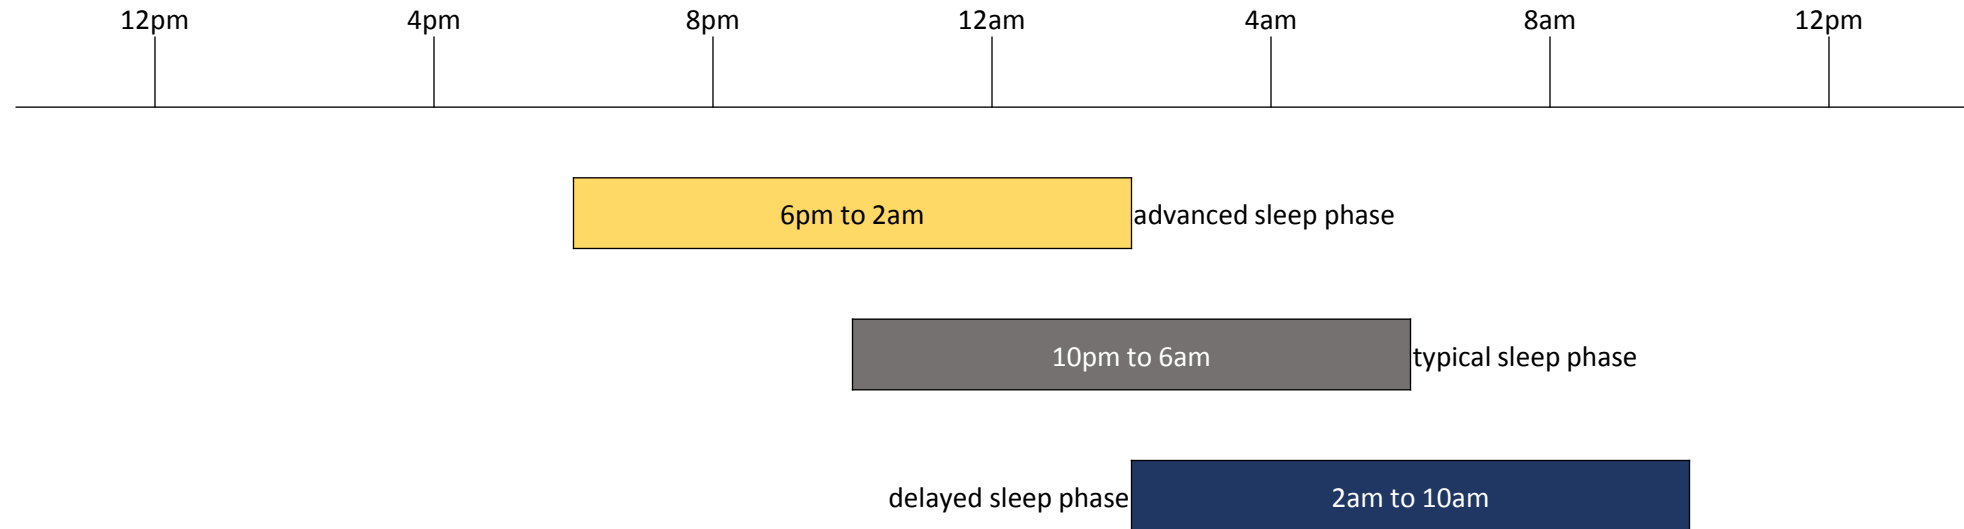 12pm 4pm 8pm 12am 4am 8am 12pm
6pm to 2am advanced sleep phase
10pm to 6am typical sleep phase
delayed sleep phase 2am to 10am